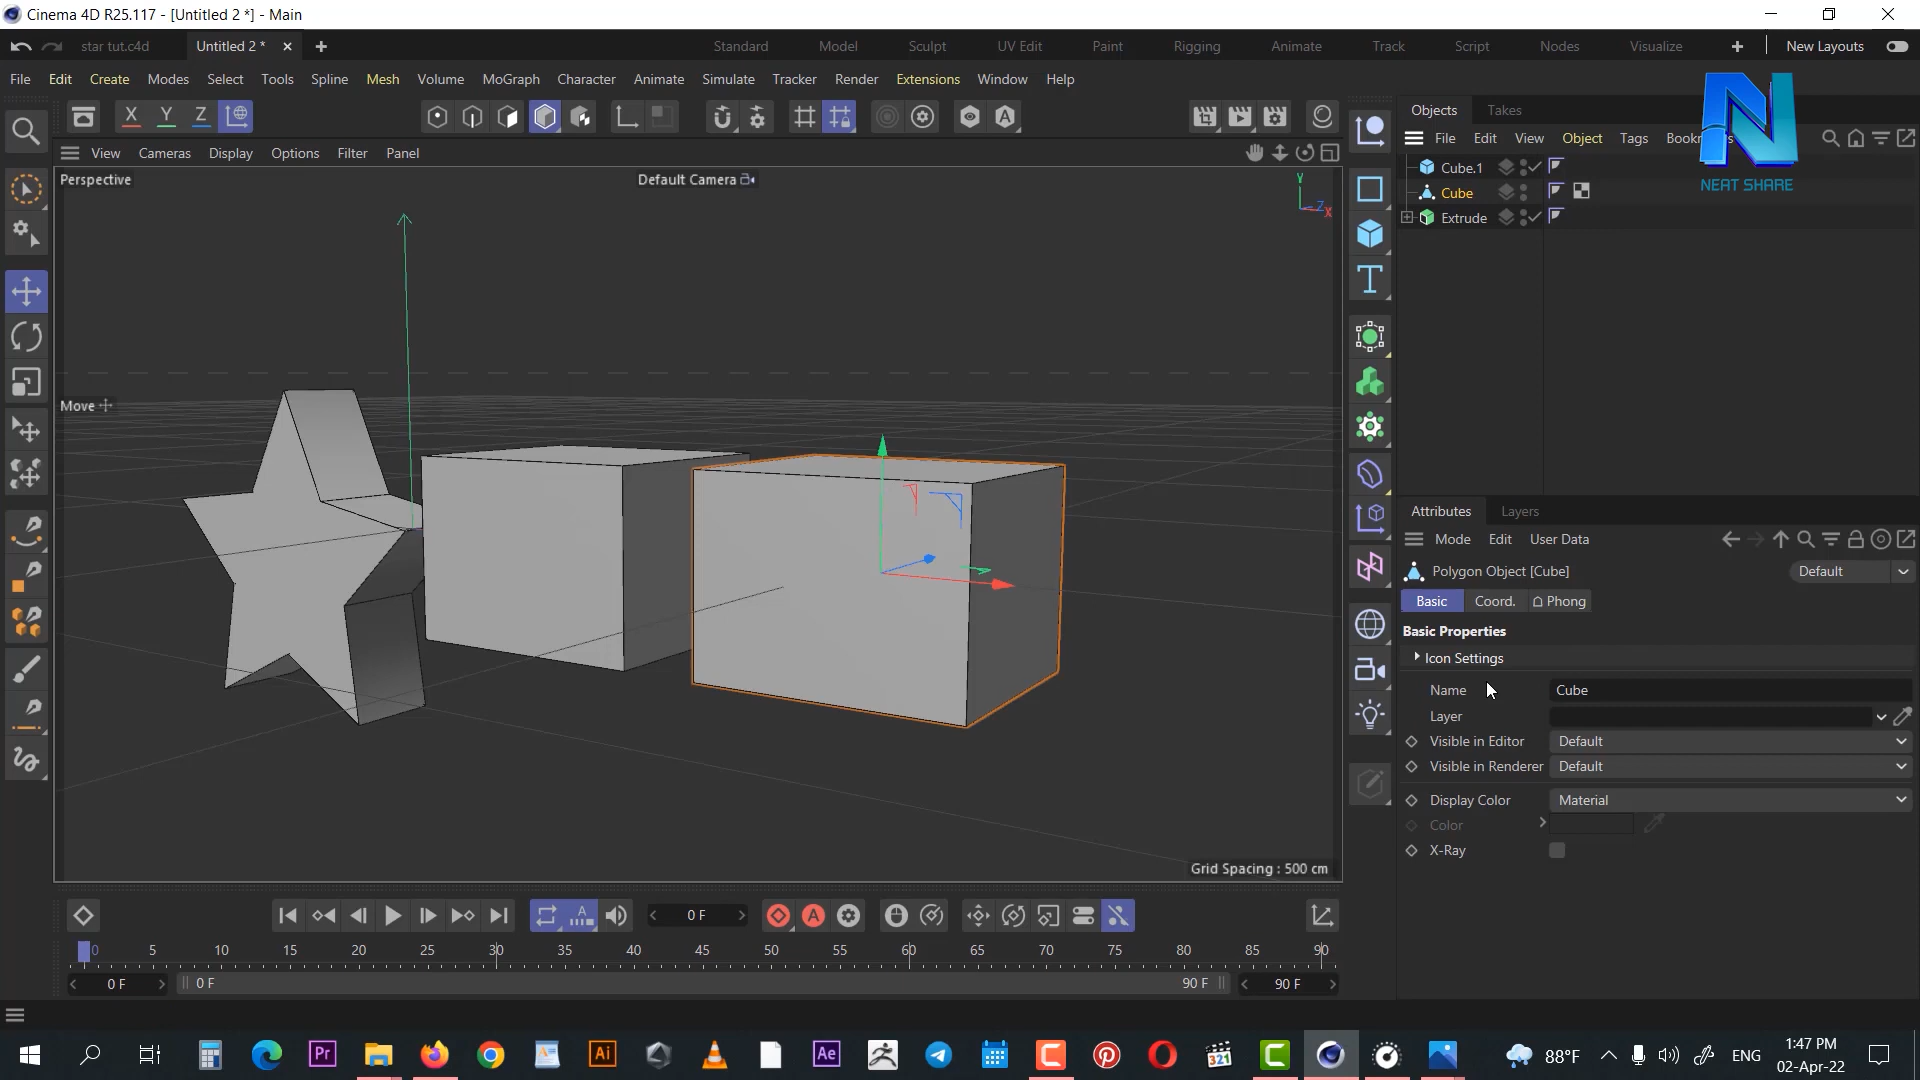 Cinema 4D R25.117 - [Untitled 2 *] - Main
star tut.c4d
Untitled 2 *
Standard
Model
Sculpt
UV Edit
Paint
Rigging
Animate
Track
Script
Nodes
Visualize
New Layouts
File Edit Create Modes Select Tools Spline Mesh Volume MoGraph Character Animate Simulate Tracker Render Extensions Window Help
X Y Z
Objects
Takes
File Edit View Object Tags
NEAT SHARE
View Cameras Display Options Filter Panel
Perspective
Default Camera
Y
Z
X
Cube.1
Cube
Extrude
Move
Grid Spacing : 500 cm
Attributes
Layers
Mode Edit User Data
Polygon Object [Cube]
Default
Basic
Coord.
Phong
Basic Properties
Icon Settings
Name
Cube
Layer
Visible in Editor
Default
Visible in Renderer
Default
Display Color
Material
Color
X-Ray
0 F
0 5 10 15 20 25 30 35 40 45 50 55 60 65 70 75 80 85 90
0 F
0 F
90 F
90 F
Pr
Ai
Ae
321
88°F
ENG
1:47 PM
02-Apr-22